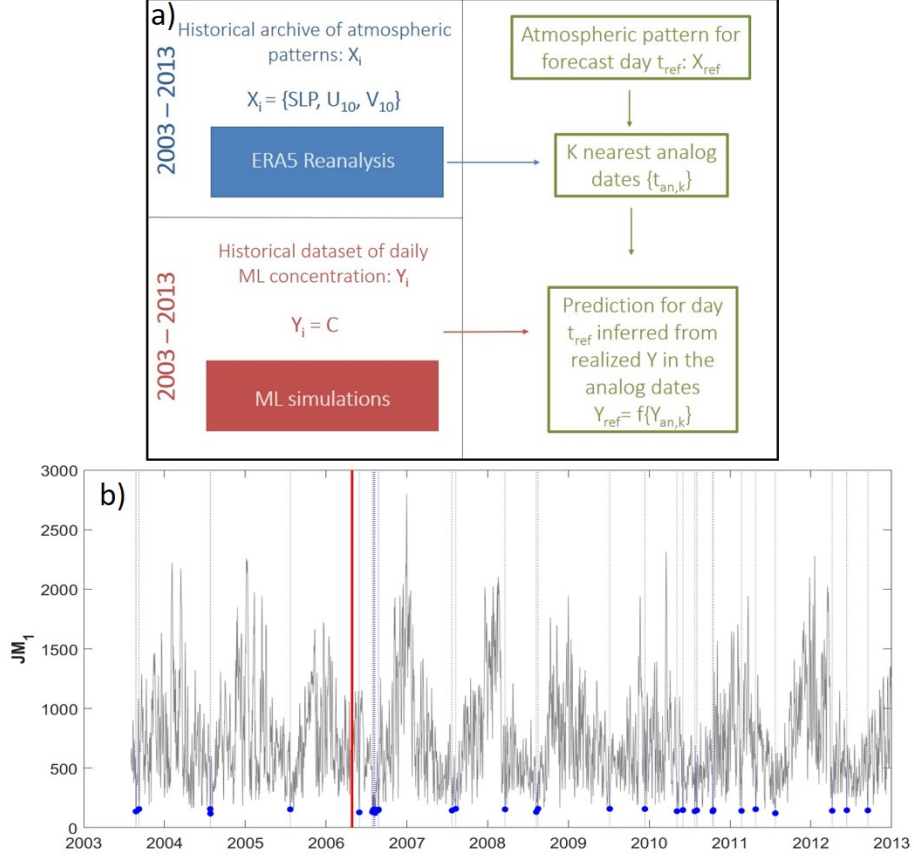 a)
2003 – 2013
Historical archive of atmospheric
patterns: Xi
Xi = {SLP, U10, V10}
ERA5 Reanalysis
2003 – 2013
Historical dataset of daily
ML concentration: Yi
Yi = C
ML simulations
Atmospheric pattern for
forecast day tref: Xref
K nearest analog
dates {tan,k}
Prediction for day
tref inferred from
realized Y in the
analog dates
Yref= f{Yan,k}
b)
JM1
3000
2500
2000
1500
1000
500
0
2003 2004 2005 2006 2007 2008 2009 2010 2011 2012 2013